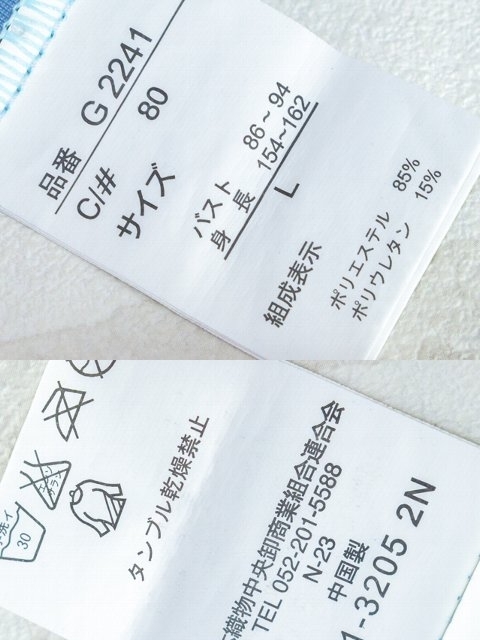 品番 G 2241
C/# 80
サイズ
バスト 86~94
身長 154~162
L
組成表示
ポリエステル 85%
ポリウレタン 15%
30
タンブル乾燥禁止
織物中央卸商業組合連合会
TEL 052-201-5588
N-23
中国製
1-3205 2N